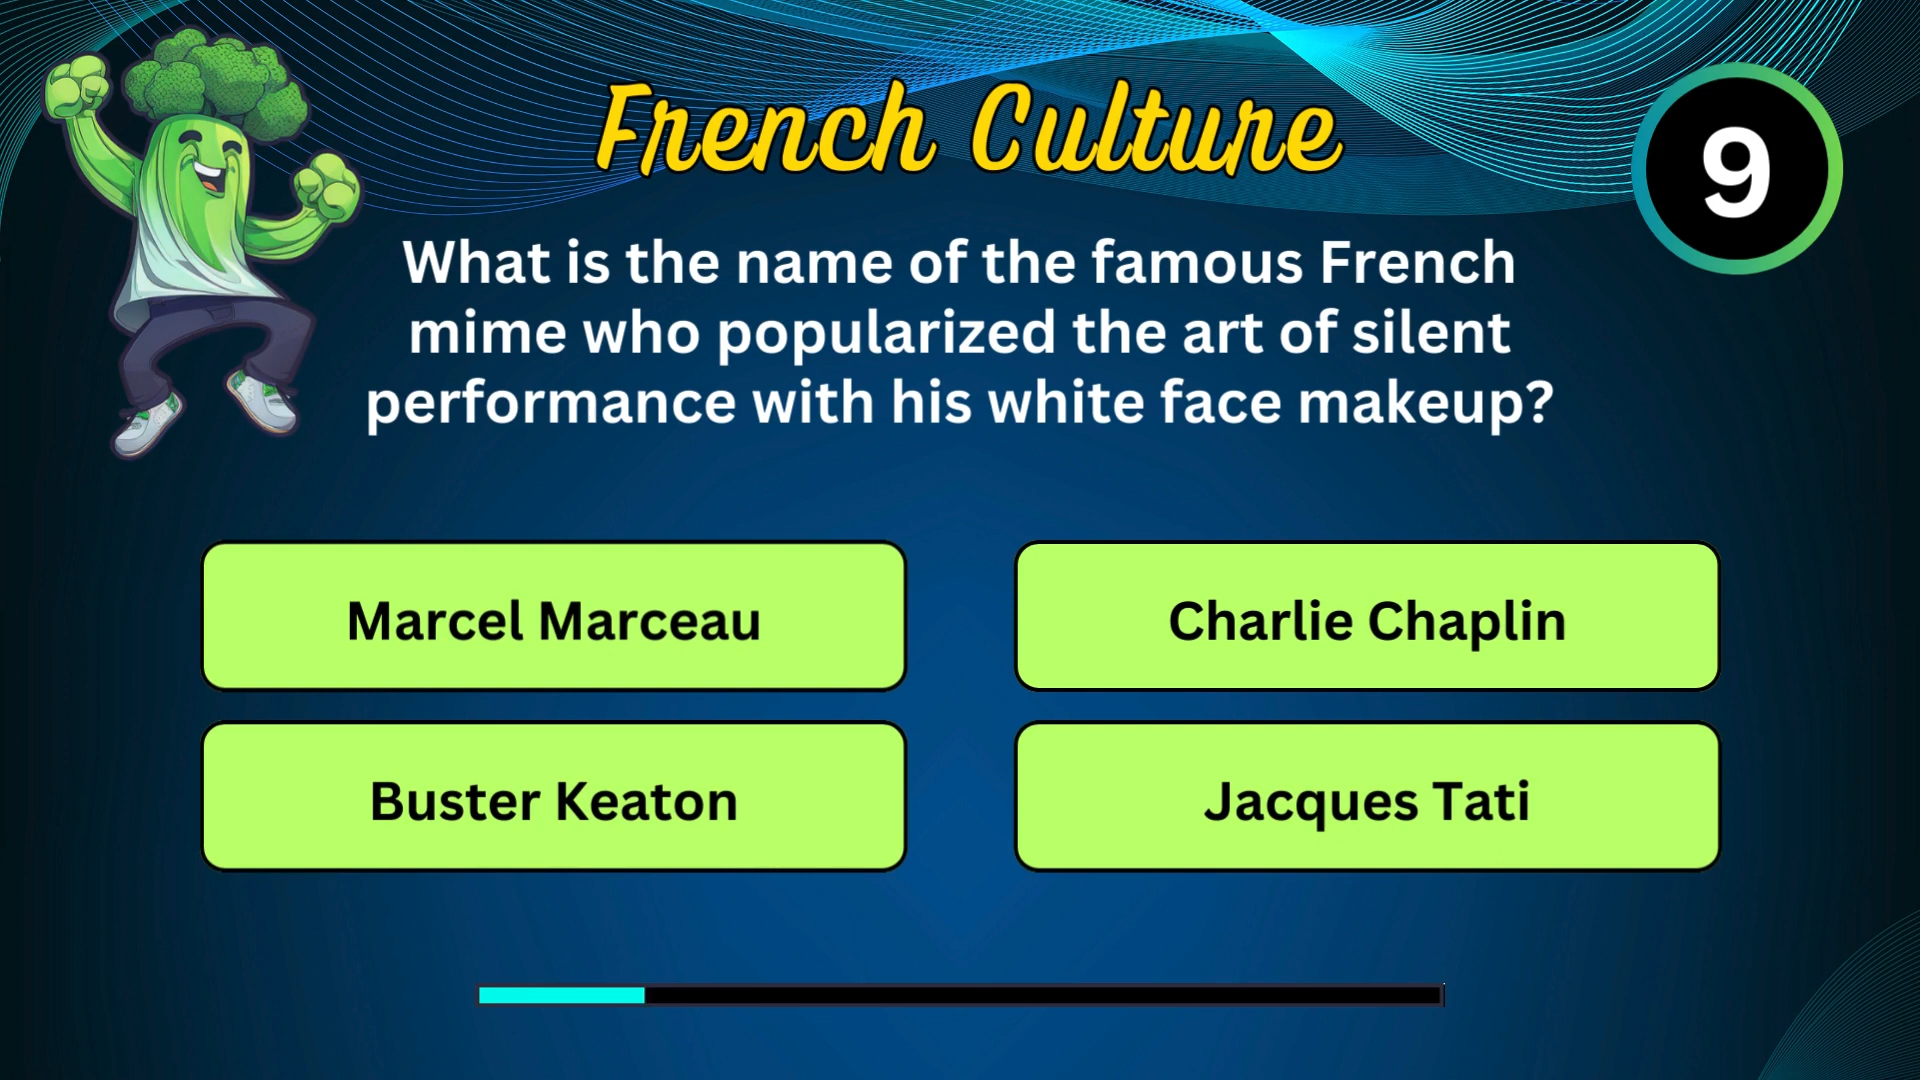 French Culture
9
What is the name of the famous French
mime who popularized the art of silent
performance with his white face makeup?
Marcel Marceau
Charlie Chaplin
Buster Keaton
Jacques Tati